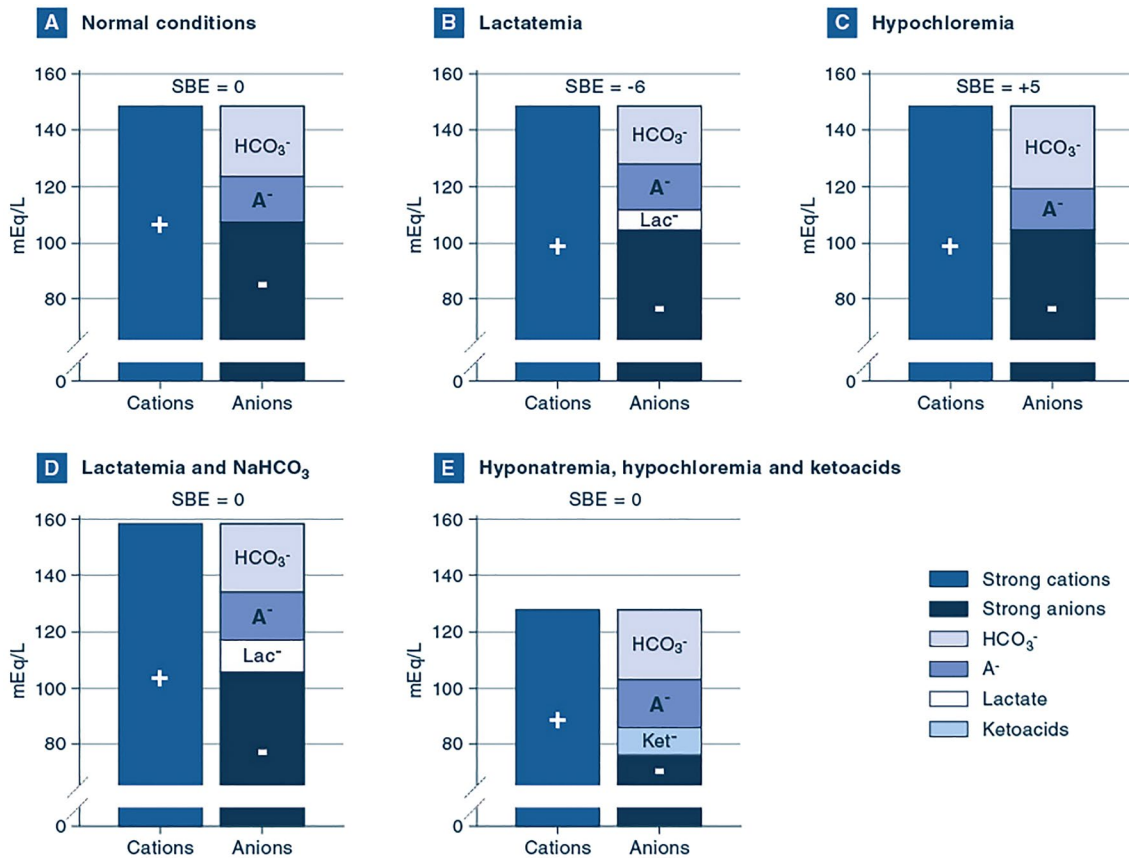 A Normal conditions
SBE = 0
mEq/L
160
140
120
100
80
0
HCO₃⁻
A⁻
+
-
Cations
Anions
B Lactatemia
SBE = -6
mEq/L
160
140
120
100
80
0
HCO₃⁻
A⁻
Lac⁻
+
-
Cations
Anions
C Hypochloremia
SBE = +5
mEq/L
160
140
120
100
80
0
HCO₃⁻
A⁻
+
-
Cations
Anions
D Lactatemia and NaHCO₃
SBE = 0
mEq/L
160
140
120
100
80
0
HCO₃⁻
A⁻
Lac⁻
+
-
Cations
Anions
E Hyponatremia, hypochloremia and ketoacids
SBE = 0
mEq/L
160
140
120
100
80
0
HCO₃⁻
A⁻
Ket⁻
+
-
Cations
Anions
Strong cations
Strong anions
HCO₃⁻
A⁻
Lactate
Ketoacids